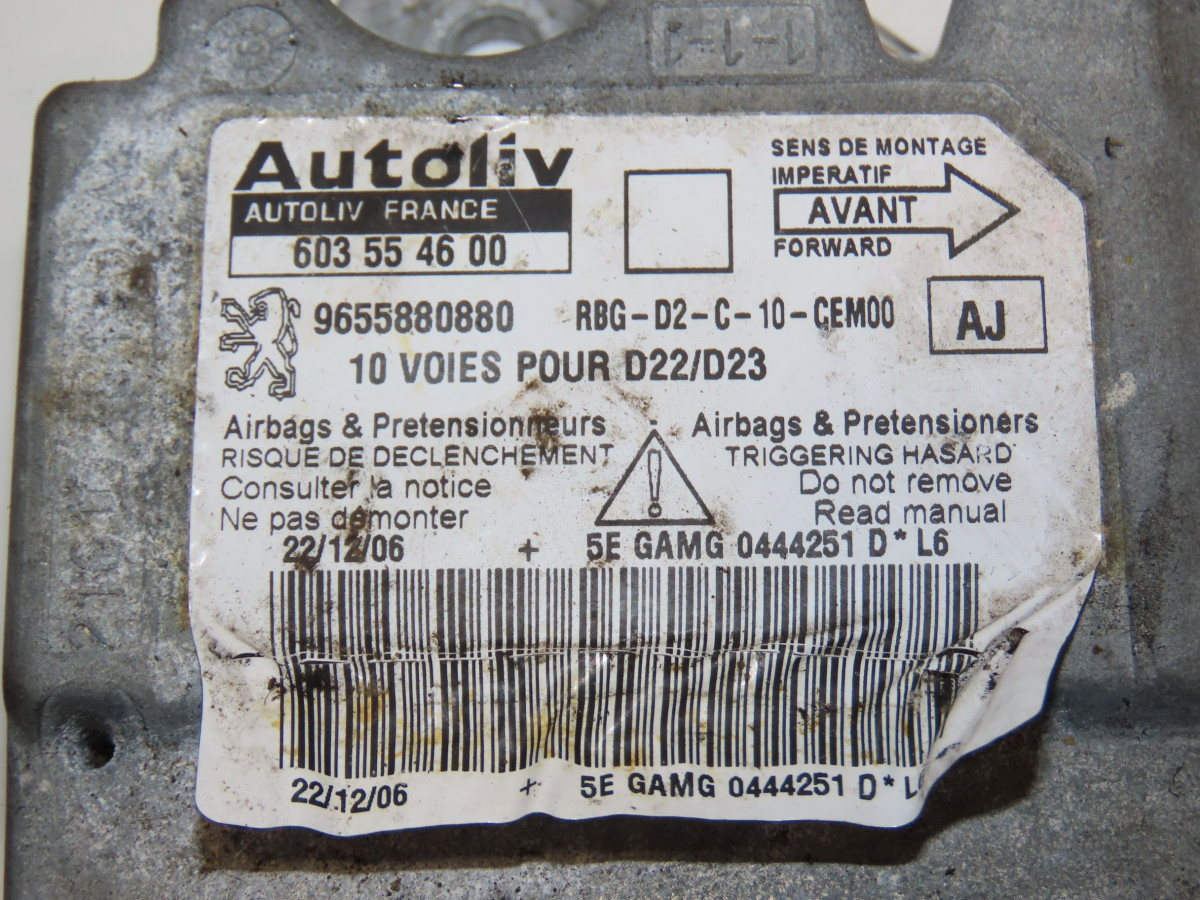 1-1-1
Autoliv
AUTOLIV FRANCE
603 55 46 00
SENS DE MONTAGE
IMPERATIF
AVANT
FORWARD
9655880880 RBG-D2-C-10-CEM00
AJ
10 VOIES POUR D22/D23
Airbags & Pretensionneurs
RISQUE DE DECLENCHEMENT
Consulter la notice
Ne pas démonter
Airbags & Pretensioners
TRIGGERING HASARD
Do not remove
Read manual
22/12/06 + 5E GAMG 0444251 D* L6
22/12/06 + 5E GAMG 0444251 D* L